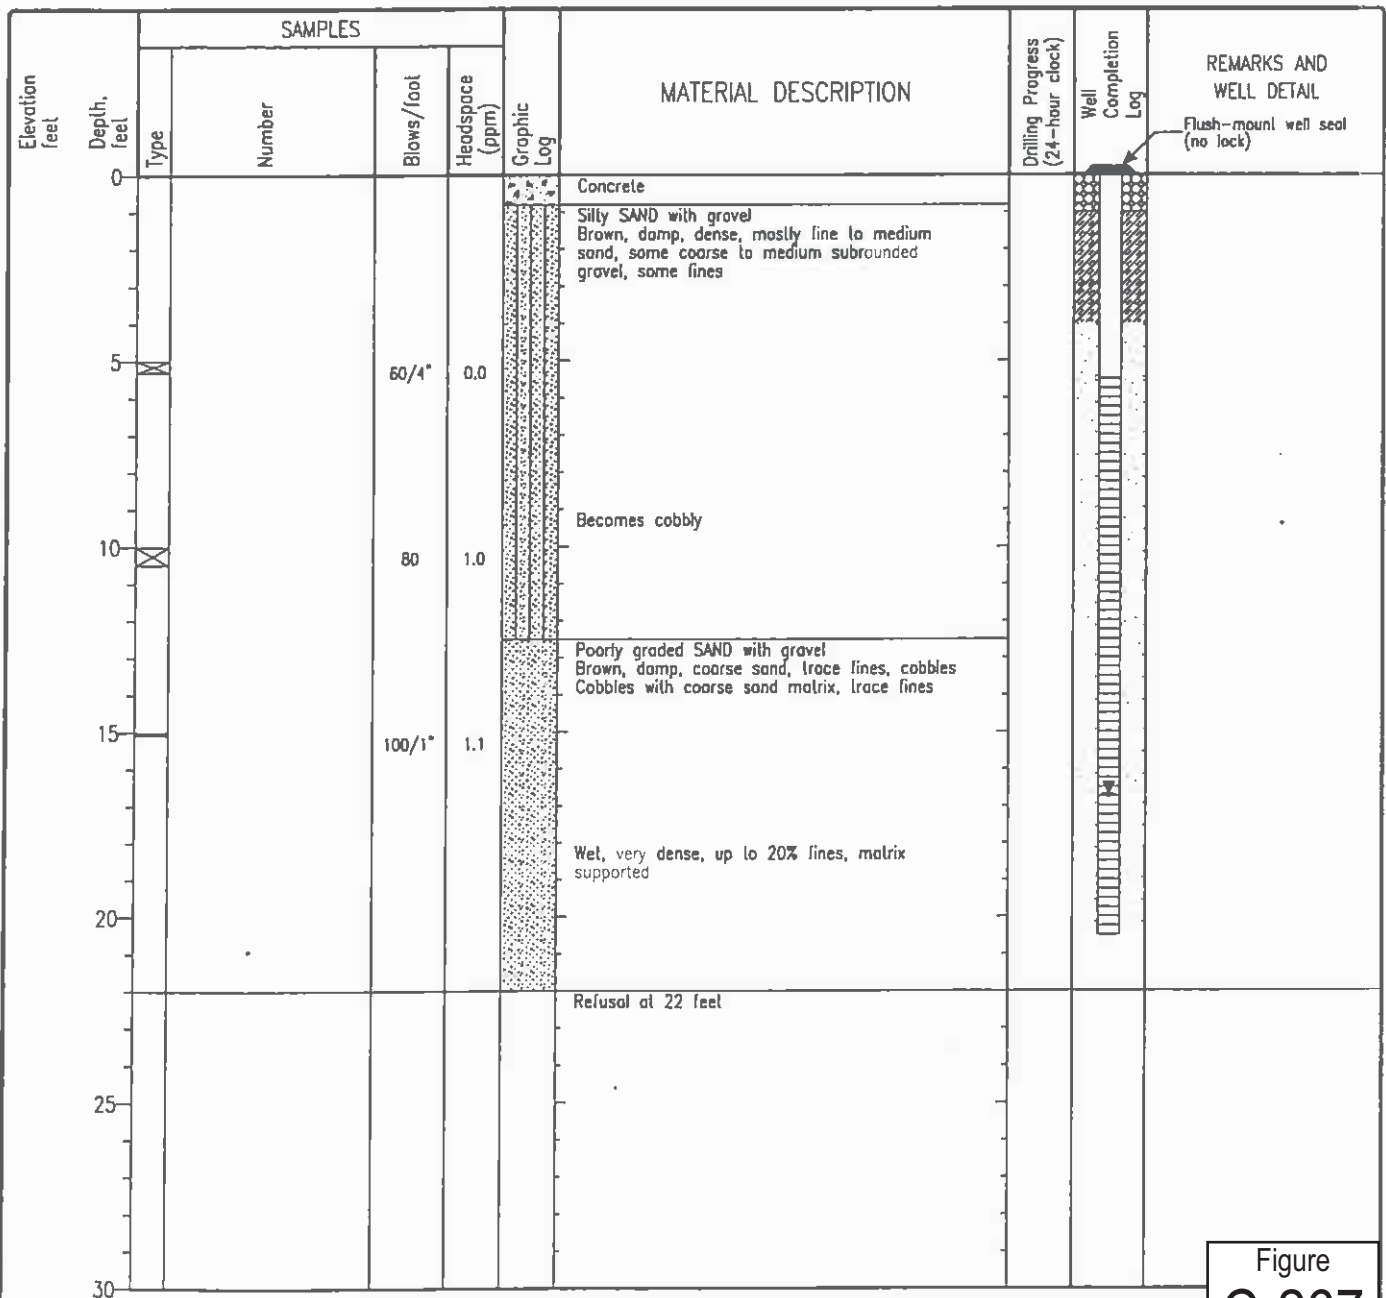 SAMPLES
Elevation
feet
Depth,
feet
Type
Number
Blows/foot
Headspace
(ppm)
Graphic
Log
MATERIAL DESCRIPTION
Drilling Progress
(24-hour clock)
Well
Completion
Log
REMARKS AND
WELL DETAIL
Flush-mount well seal
(no lock)
0
Concrete
Silty SAND with gravel
Brown, damp, dense, mostly fine to medium
sand, some coarse to medium subrounded
gravel, some fines
5
60/4"
0.0
Becomes cobbly
10
80
1.0
Poorly graded SAND with gravel
Brown, damp, coarse sand, trace fines, cobbles
Cobbles with coarse sand matrix, trace fines
15
100/1"
1.1
Wet, very dense, up to 20% fines, matrix
supported
20
Refusal at 22 feet
25
30
Figure